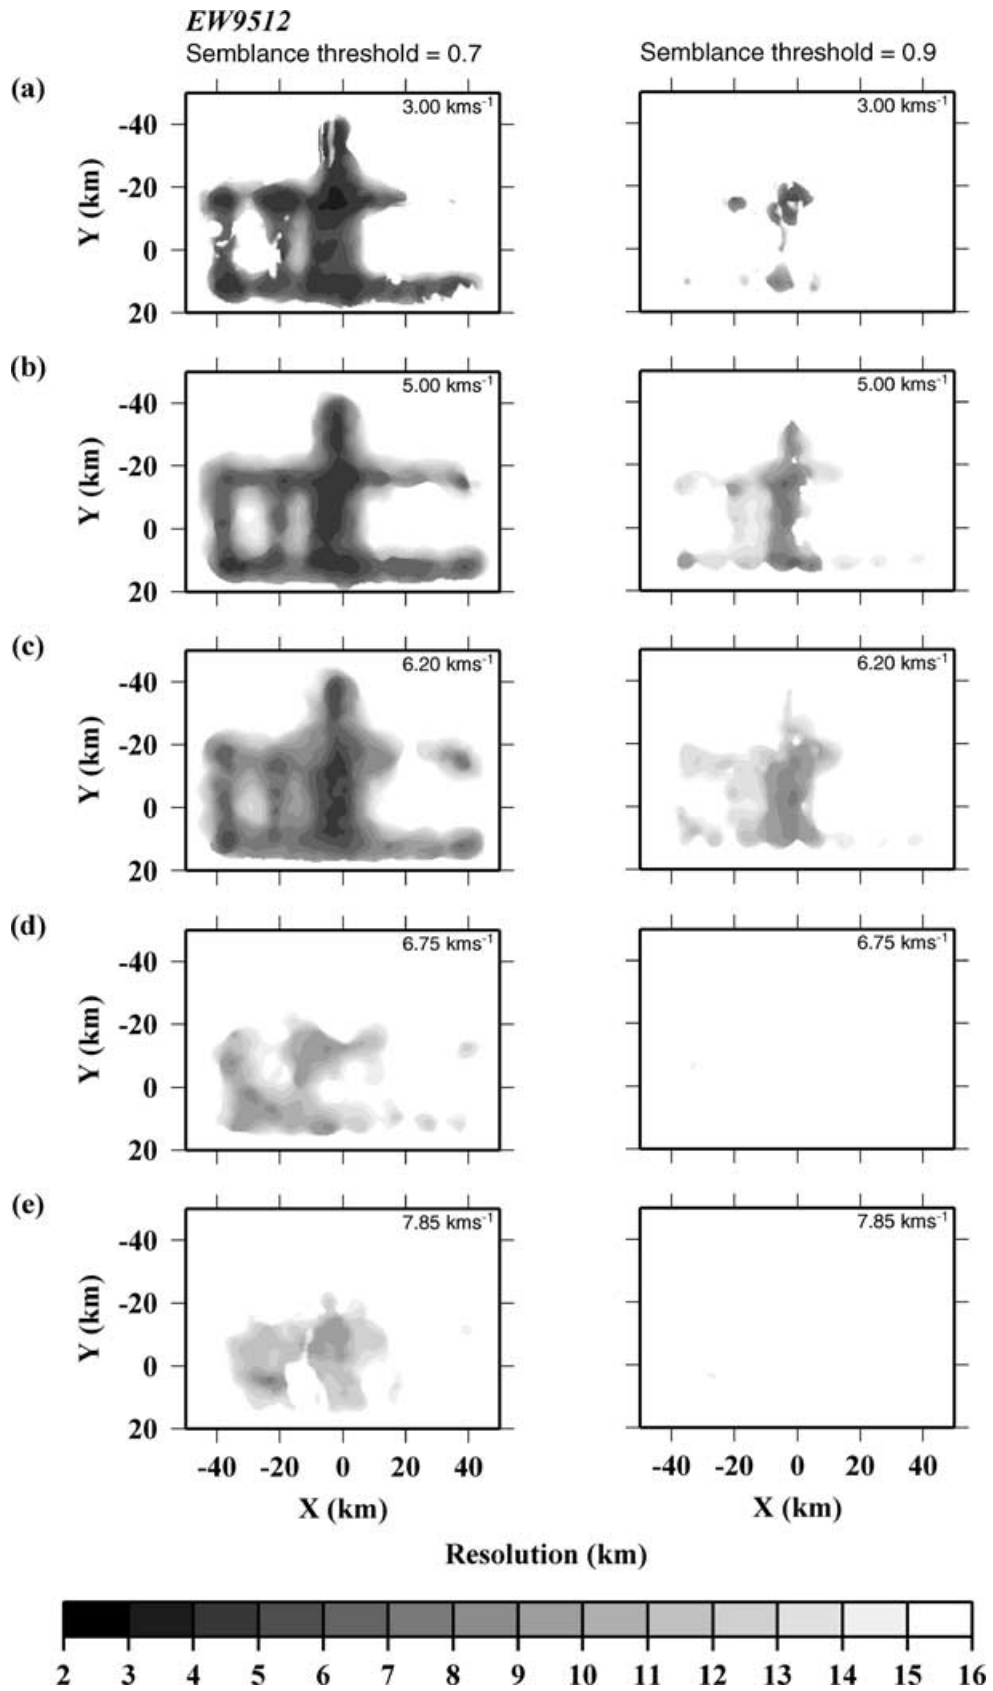 EW9512
Semblance threshold = 0.7
Semblance threshold = 0.9
(a)
3.00 kms-1
3.00 kms-1
Y (km)
-40
-20
0
20
(b)
5.00 kms-1
5.00 kms-1
Y (km)
-40
-20
0
20
(c)
6.20 kms-1
6.20 kms-1
Y (km)
-40
-20
0
20
(d)
6.75 kms-1
6.75 kms-1
Y (km)
-40
-20
0
20
(e)
7.85 kms-1
7.85 kms-1
Y (km)
-40
-20
0
20
-40 -20 0 20 40
-40 -20 0 20 40
X (km)
X (km)
Resolution (km)
2 3 4 5 6 7 8 9 10 11 12 13 14 15 16